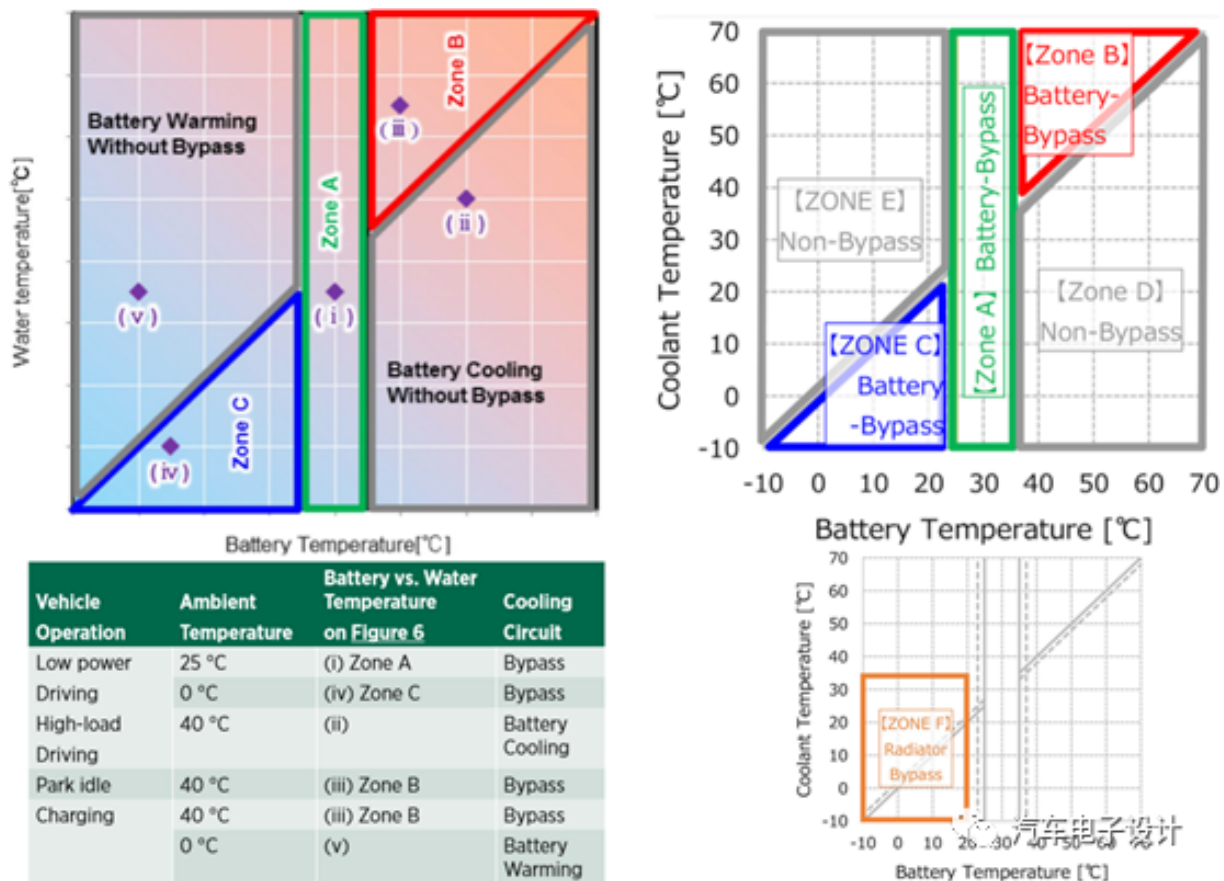 Water temperature[℃]
Battery Warming
Without Bypass
Zone A
Zone B
(iii)
(ii)
(v)
(i)
Battery Cooling
Without Bypass
Zone C
(iv)
Battery Temperature[℃]
Vehicle
Operation
Ambient
Temperature
Battery vs. Water
Temperature
on Figure 6
Cooling
Circuit
Low power 25 °C (i) Zone A Bypass
Driving 0 °C (iv) Zone C Bypass
High-load 40 °C (ii) Battery
Driving Cooling
Park idle 40 °C (iii) Zone B Bypass
Charging 40 °C (iii) Zone B Bypass
0 °C (v) Battery
Warming
Coolant Temperature [℃]
70
60
50
40
30
20
10
0
-10
【Zone B】
Battery-
Bypass
【Zone A】 Battery-Bypass
【ZONE E】
Non-Bypass
【Zone D】
Non-Bypass
【ZONE C】
Battery
-Bypass
-10 0 10 20 30 40 50 60 70
Battery Temperature [℃]
Coolant Temperature [℃]
70
60
50
40
30
20
10
0
-10
【ZONE F】
Radiator
Bypass
-10 0 10 20 30 40
汽车电子设计
Battery Temperature [℃]